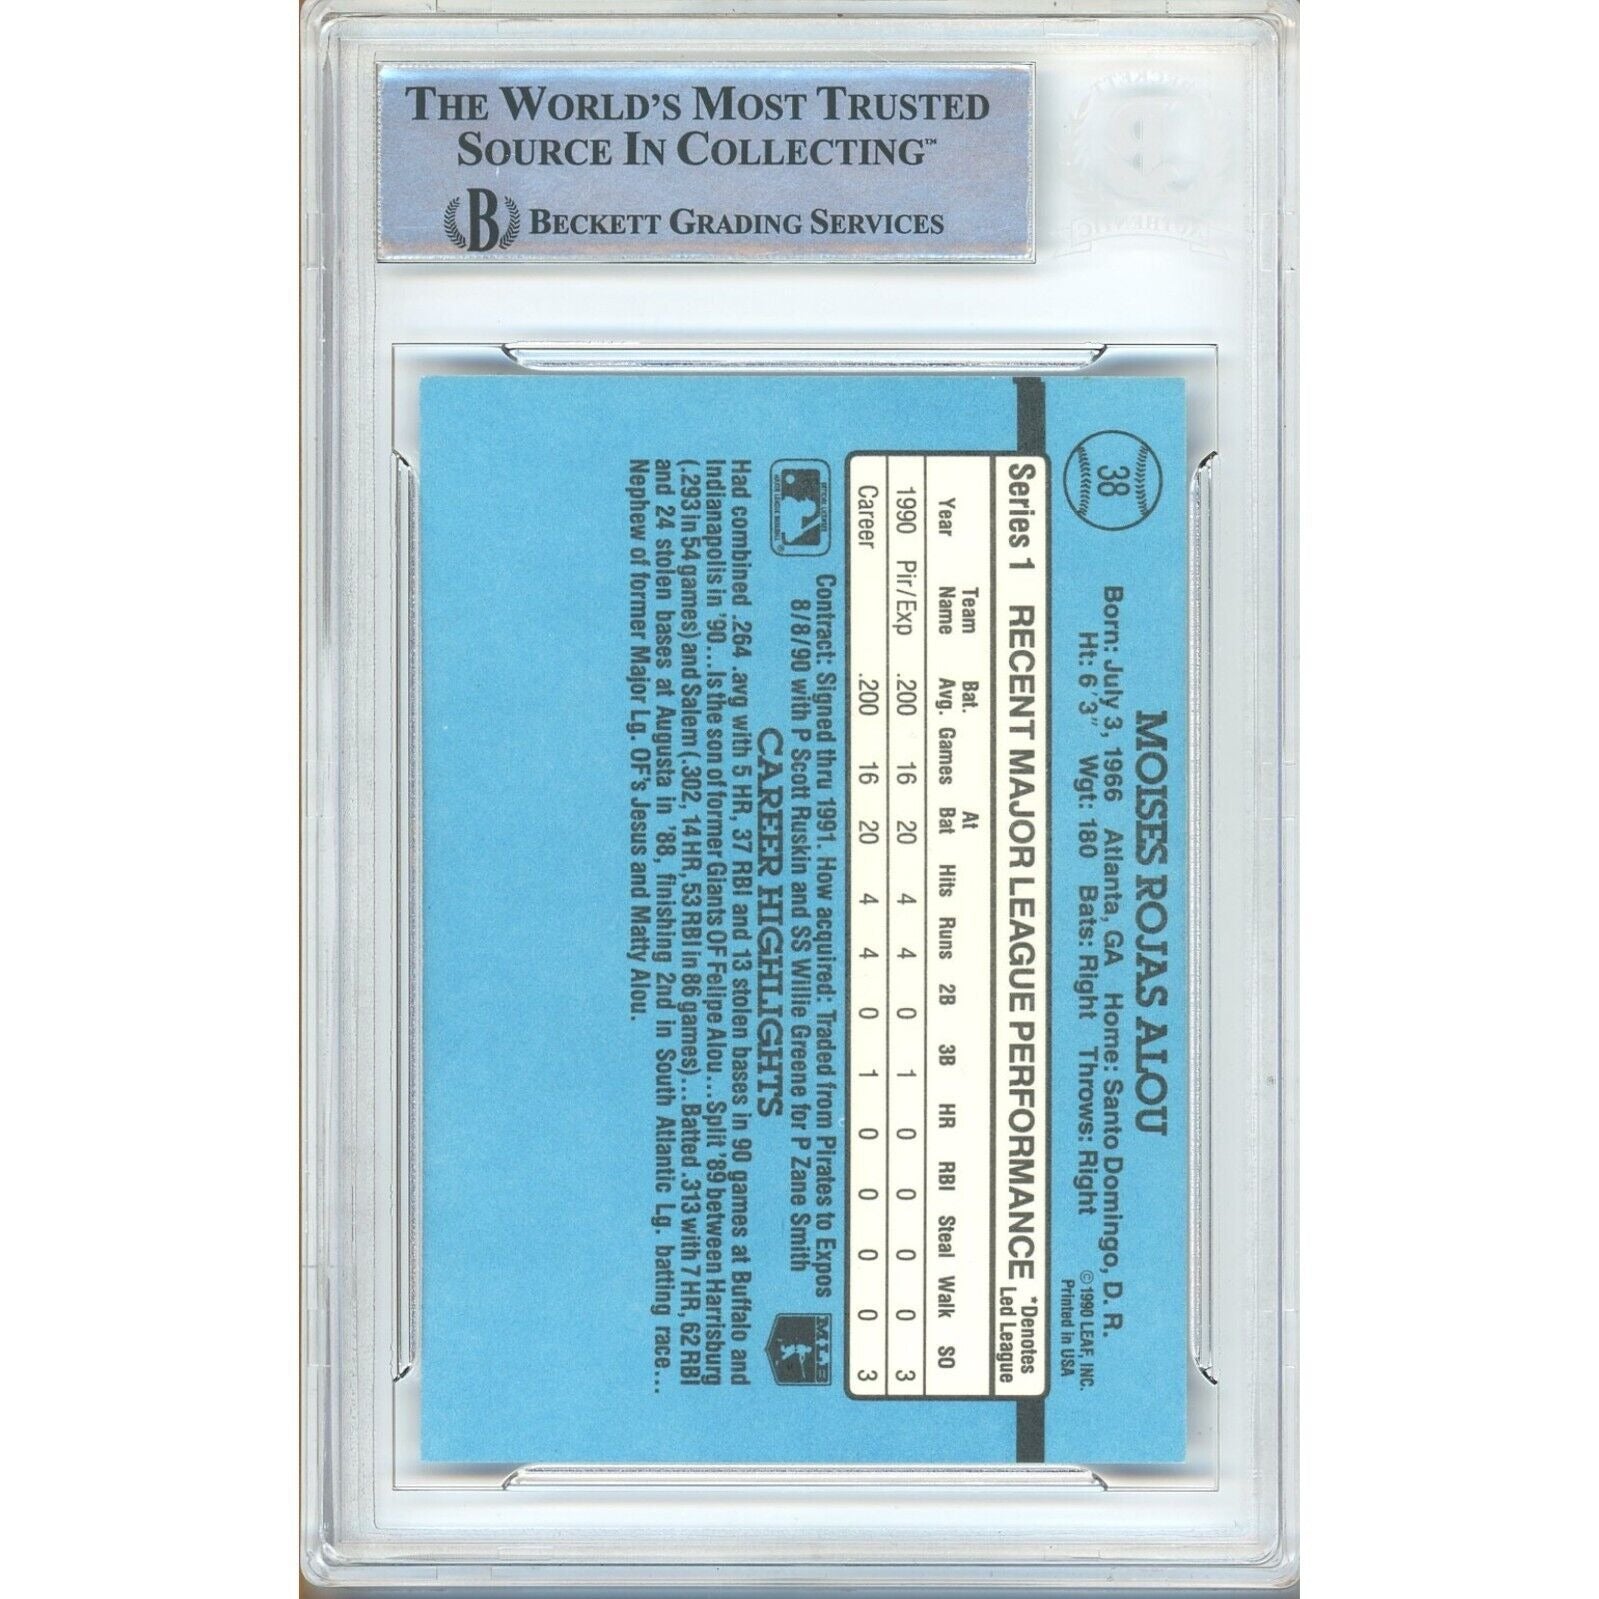 THE WORLD'S MOST TRUSTED
SOURCE IN COLLECTING™
B BECKETT GRADING SERVICES
BECKETT
B
AUTHENTIC
38
MOISES ROJAS ALOU
Born: July 3, 1966 Atlanta, GA Home: Santo Domingo, D. R.
Ht: 6'3" Wgt: 180 Bats: Right Throws: Right
©1990 LEAF, INC.
Printed in USA
Series 1 RECENT MAJOR LEAGUE PERFORMANCE *Denotes Led League
Year Team Name Bat. Avg. Games At Bat Hits Runs 2B 3B HR RBI Steal Walk SO
1990 Pir/Exp .200 16 20 4 4 0 1 0 0 0 0 3
Career .200 16 20 4 4 0 1 0 0 0 0 3
OFFICIAL LICENSEE
MAJOR LEAGUE BASEBALL ®
Contract: Signed thru 1991. How acquired: Traded from Pirates to Expos
8/8/90 with P Scott Ruskin and SS Willie Greene for P Zane Smith
MLB
CAREER HIGHLIGHTS
Had combined .264 .avg with 5 HR, 37 RBI and 13 stolen bases in 90 games at Buffalo and
Indianapolis in '90...Is the son of former Giants OF Felipe Alou...Split '89 between Harrisburg
(.293 in 54 games) and Salem (.302, 14 HR, 53 RBI in 86 games)...Batted .313 with 7 HR, 62 RBI
and 24 stolen bases at Augusta in '88, finishing 2nd in South Atlantic Lg. batting race...
Nephew of former Major Lg. OF's Jesus and Matty Alou.